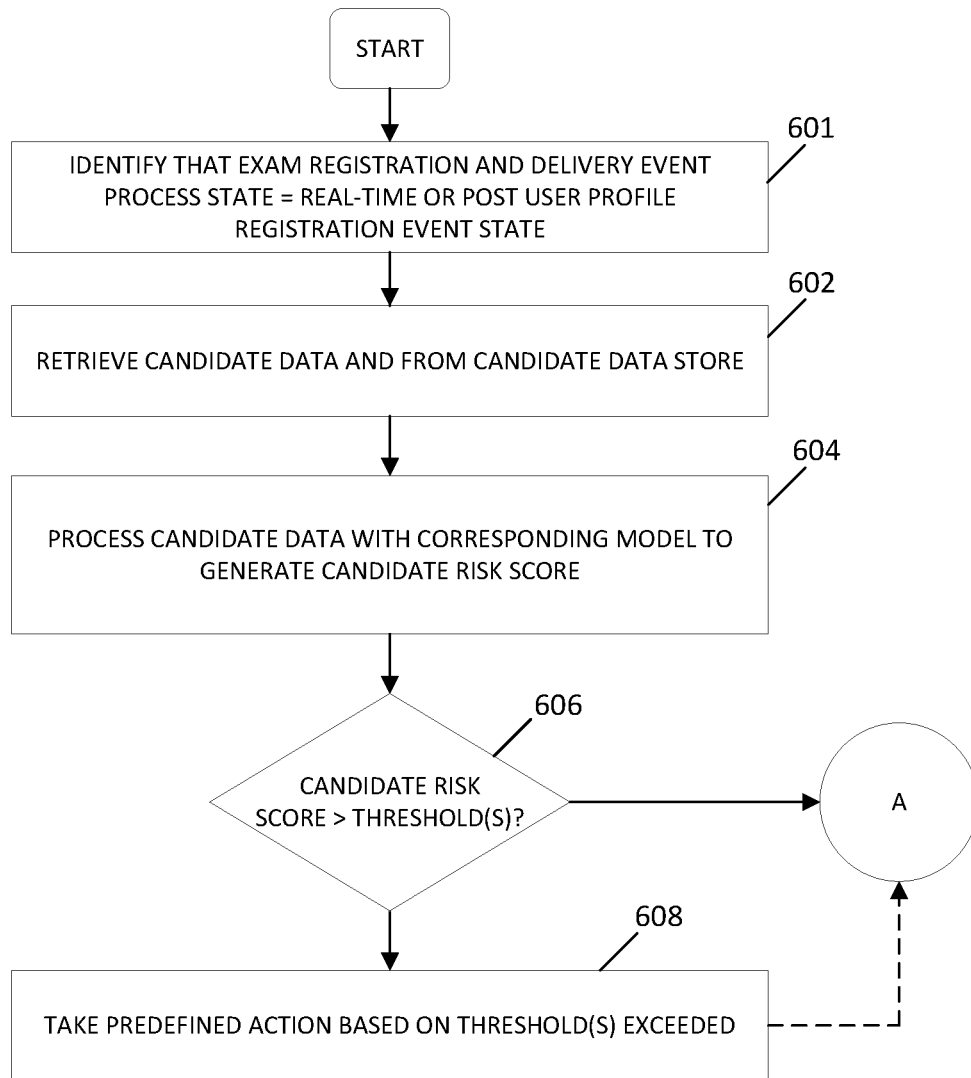 START
601
IDENTIFY THAT EXAM REGISTRATION AND DELIVERY EVENT
PROCESS STATE = REAL-TIME OR POST USER PROFILE
REGISTRATION EVENT STATE
602
RETRIEVE CANDIDATE DATA AND FROM CANDIDATE DATA STORE
604
PROCESS CANDIDATE DATA WITH CORRESPONDING MODEL TO
GENERATE CANDIDATE RISK SCORE
606
CANDIDATE RISK
SCORE > THRESHOLD(S)?
A
608
TAKE PREDEFINED ACTION BASED ON THRESHOLD(S) EXCEEDED